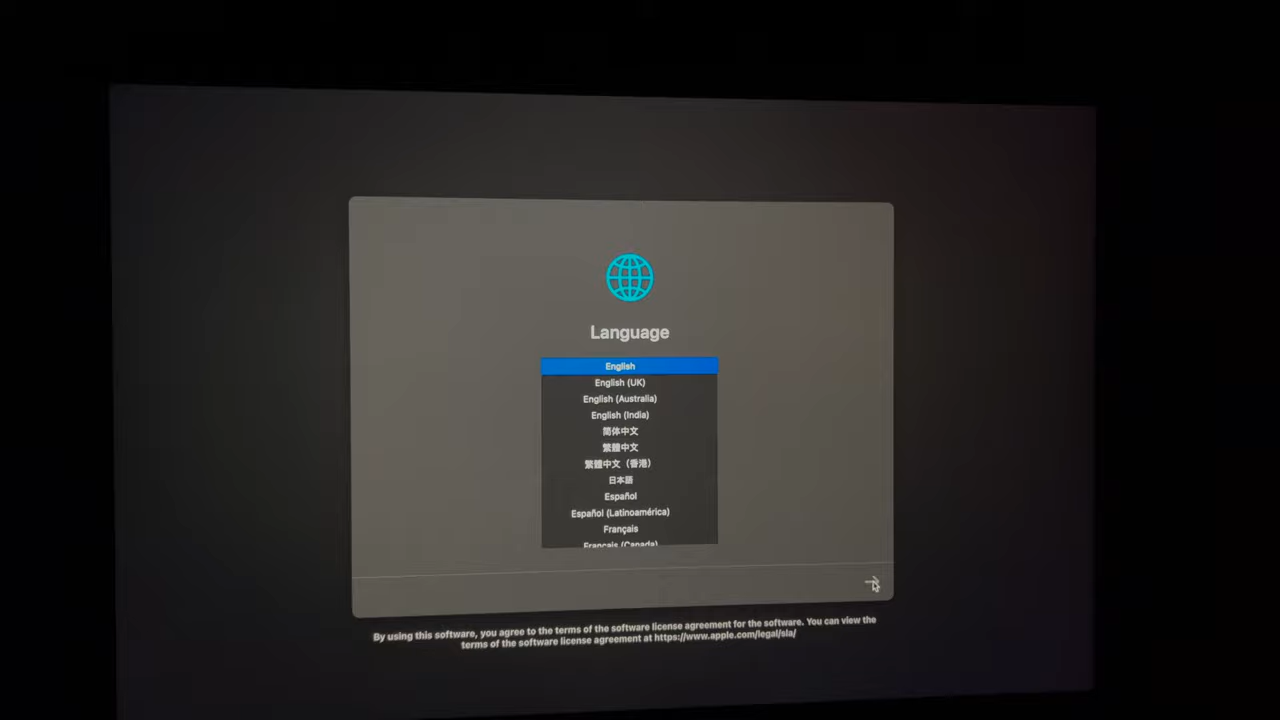 Language
English
English (UK)
English (Australia)
English (India)
简体中文
繁體中文
繁體中文（香港）
日本語
Español
Español (Latinoamérica)
Français
Français (Canada)
By using this software, you agree to the terms of the software license agreement for the software. You can view the
terms of the software license agreement at https://www.apple.com/legal/sla/